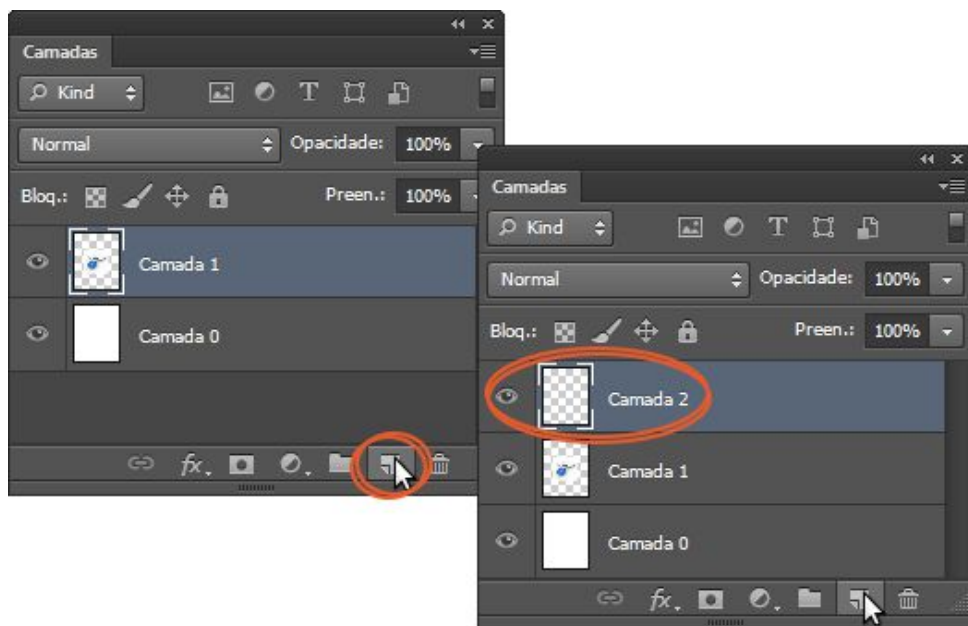 Camadas
Kind
Normal Opacidade: 100%
Bloq.: Preen.: 100%
Camada 1
Camada 0
fx.
Camadas
Kind
Normal Opacidade: 100%
Bloq.: Preen.: 100%
Camada 2
Camada 1
Camada 0
fx.